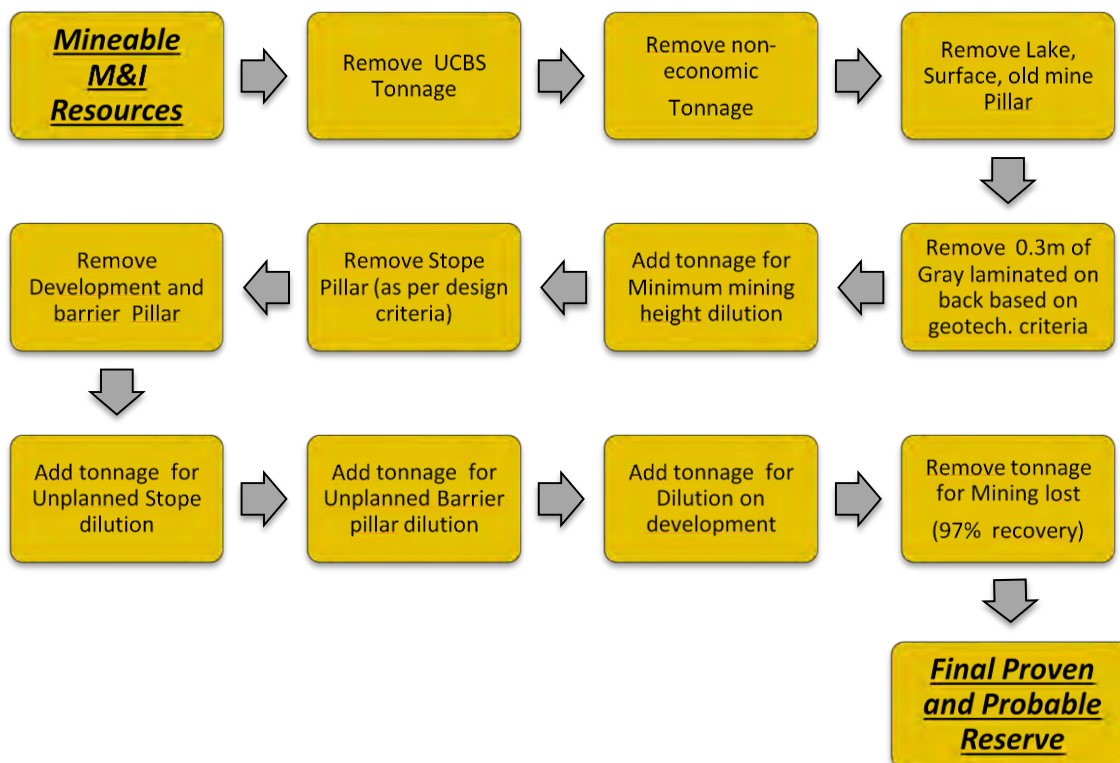 Mineable
M&I
Resources
Remove UCBS
Tonnage
Remove non-
economic
Tonnage
Remove Lake,
Surface, old mine
Pillar
Remove 0.3m of
Gray laminated on
back based on
geotech. criteria
Add tonnage for
Minimum mining
height dilution
Remove Stope
Pillar (as per design
criteria)
Remove
Development and
barrier Pillar
Add tonnage for
Unplanned Stope
dilution
Add tonnage for
Unplanned Barrier
pillar dilution
Add tonnage for
Dilution on
development
Remove tonnage
for Mining lost
(97% recovery)
Final Proven
and Probable
Reserve